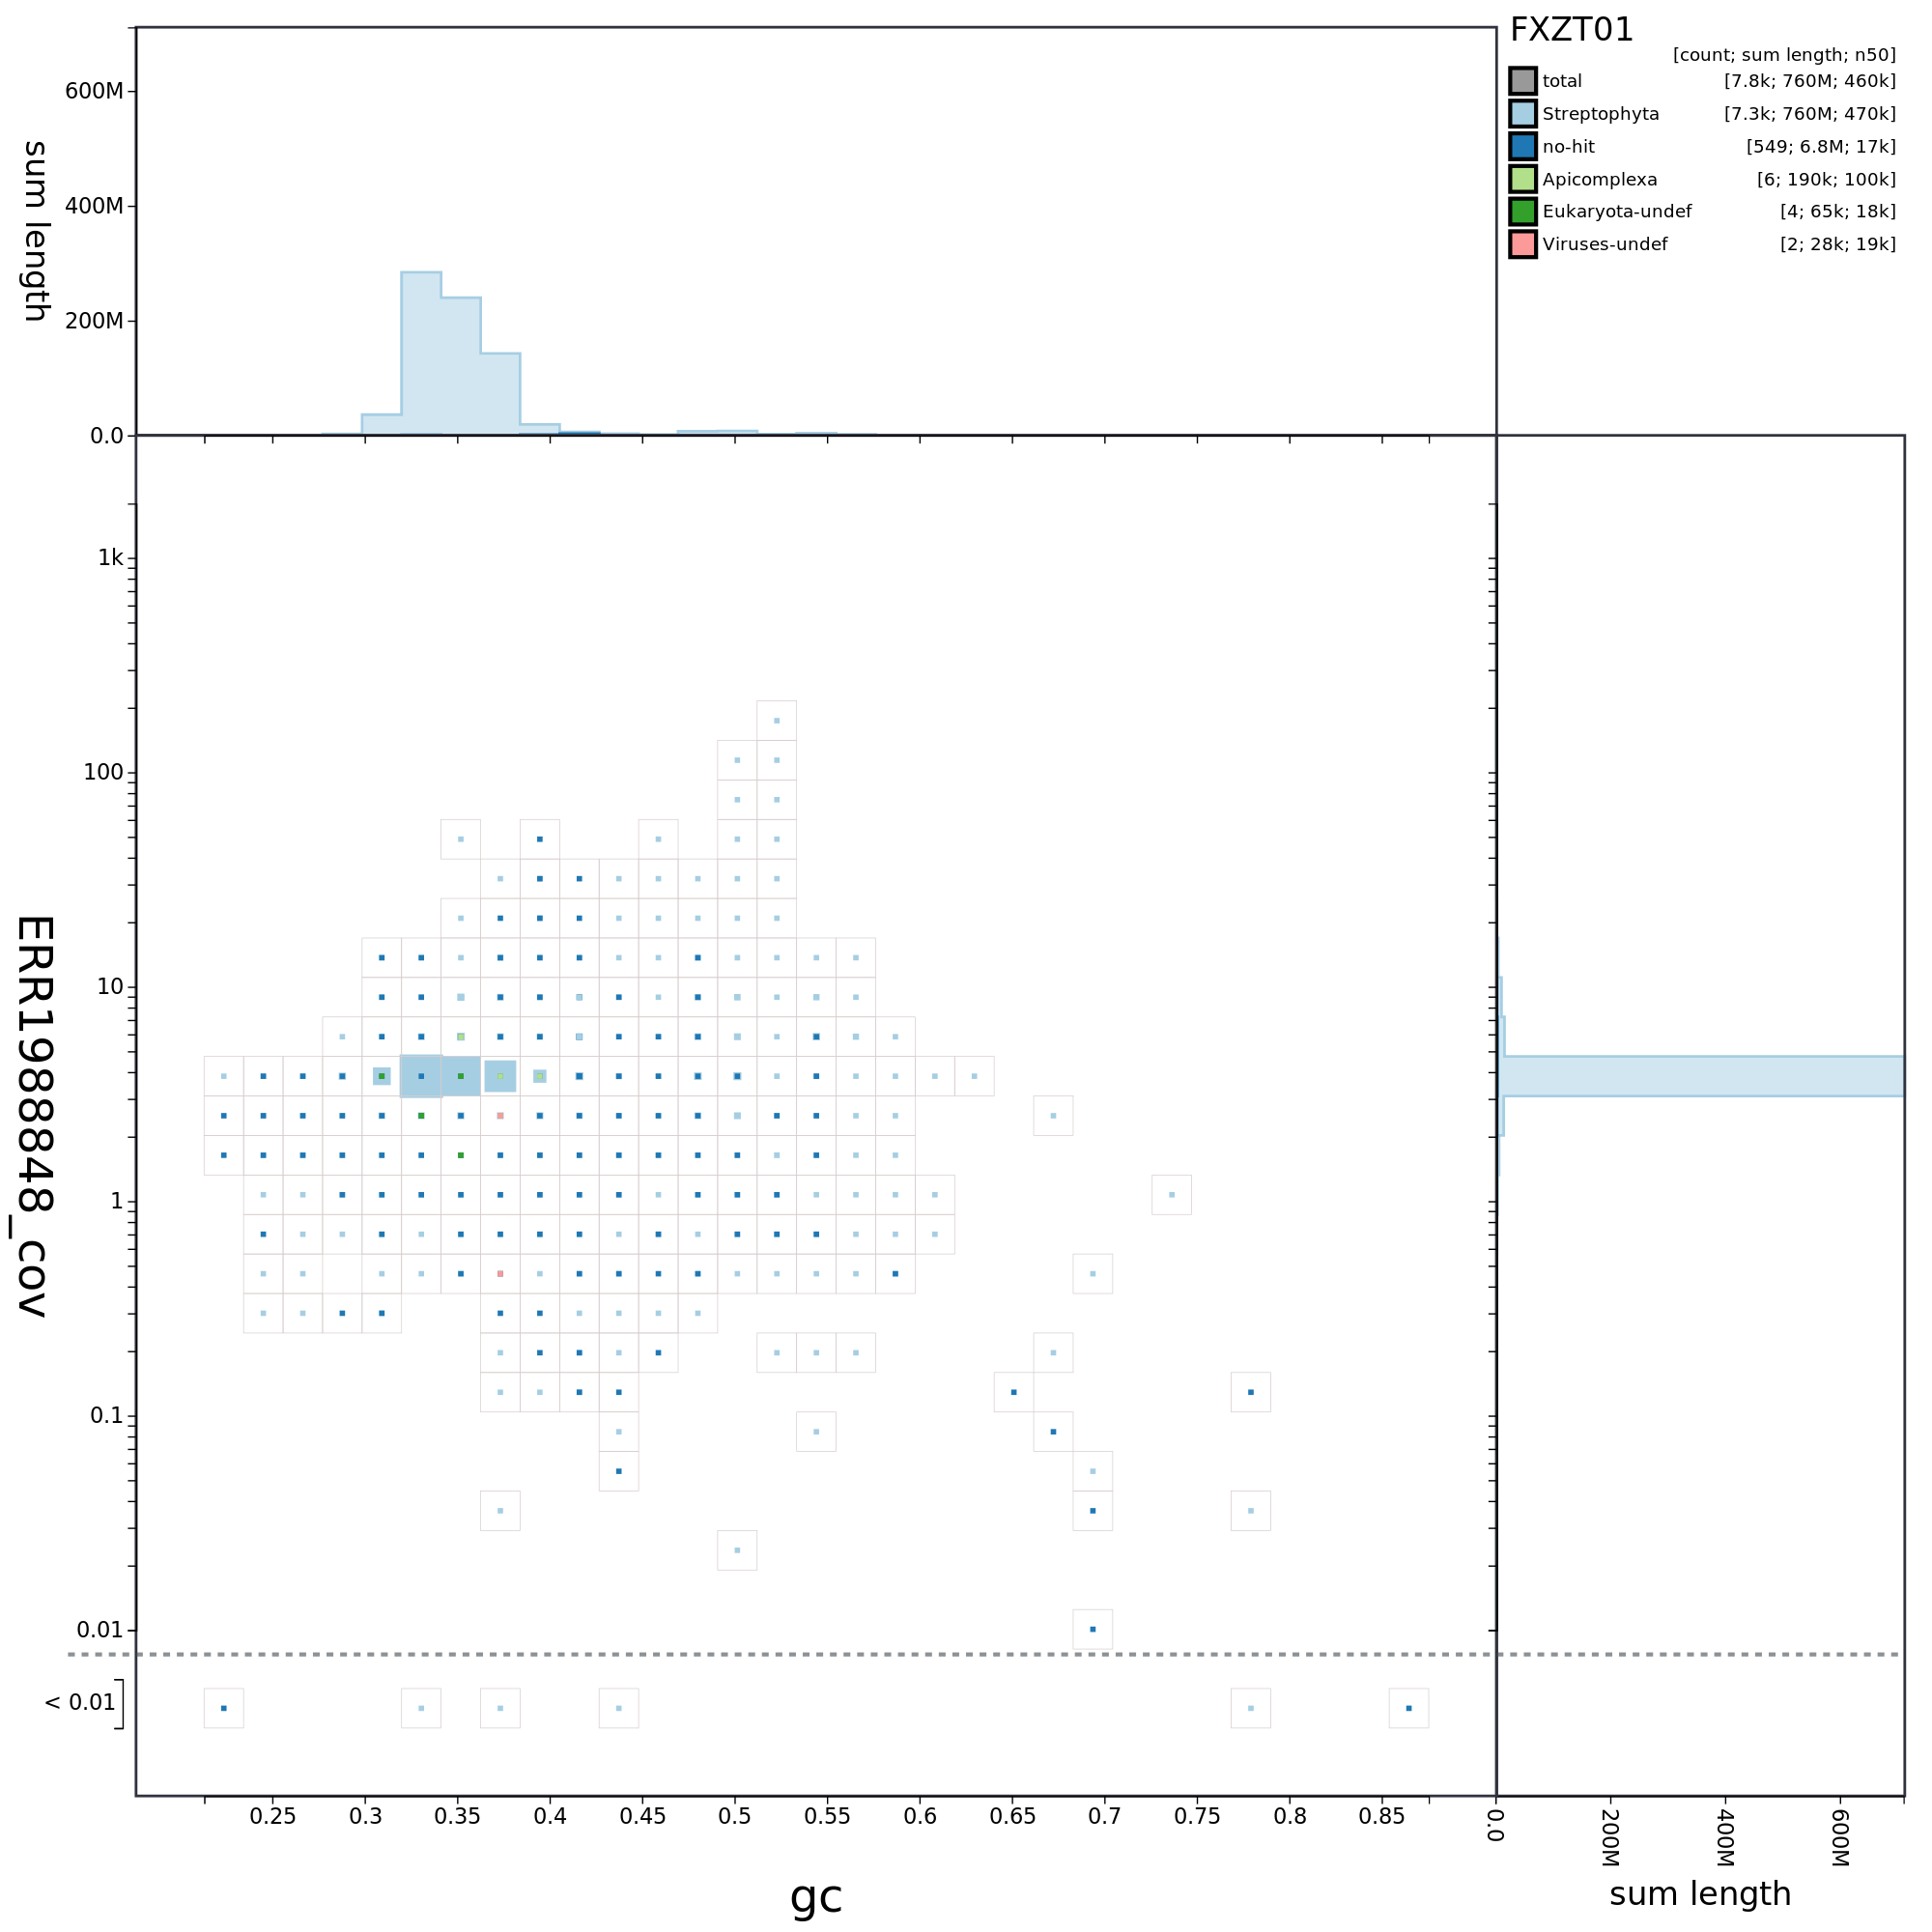 FXZT01
[count; sum length; n50]
total [7.8k; 760M; 460k]
Streptophyta [7.3k; 760M; 470k]
no-hit [549; 6.8M; 17k]
Apicomplexa [6; 190k; 100k]
Eukaryota-undef [4; 65k; 18k]
Viruses-undef [2; 28k; 19k]
sum length
600M
400M
200M
0.0
ERR1988848_cov
1k
100
10
1
0.1
0.01
< 0.01
0.25 0.3 0.35 0.4 0.45 0.5 0.55 0.6 0.65 0.7 0.75 0.8 0.85
gc
0.0 200M 400M 600M
sum length